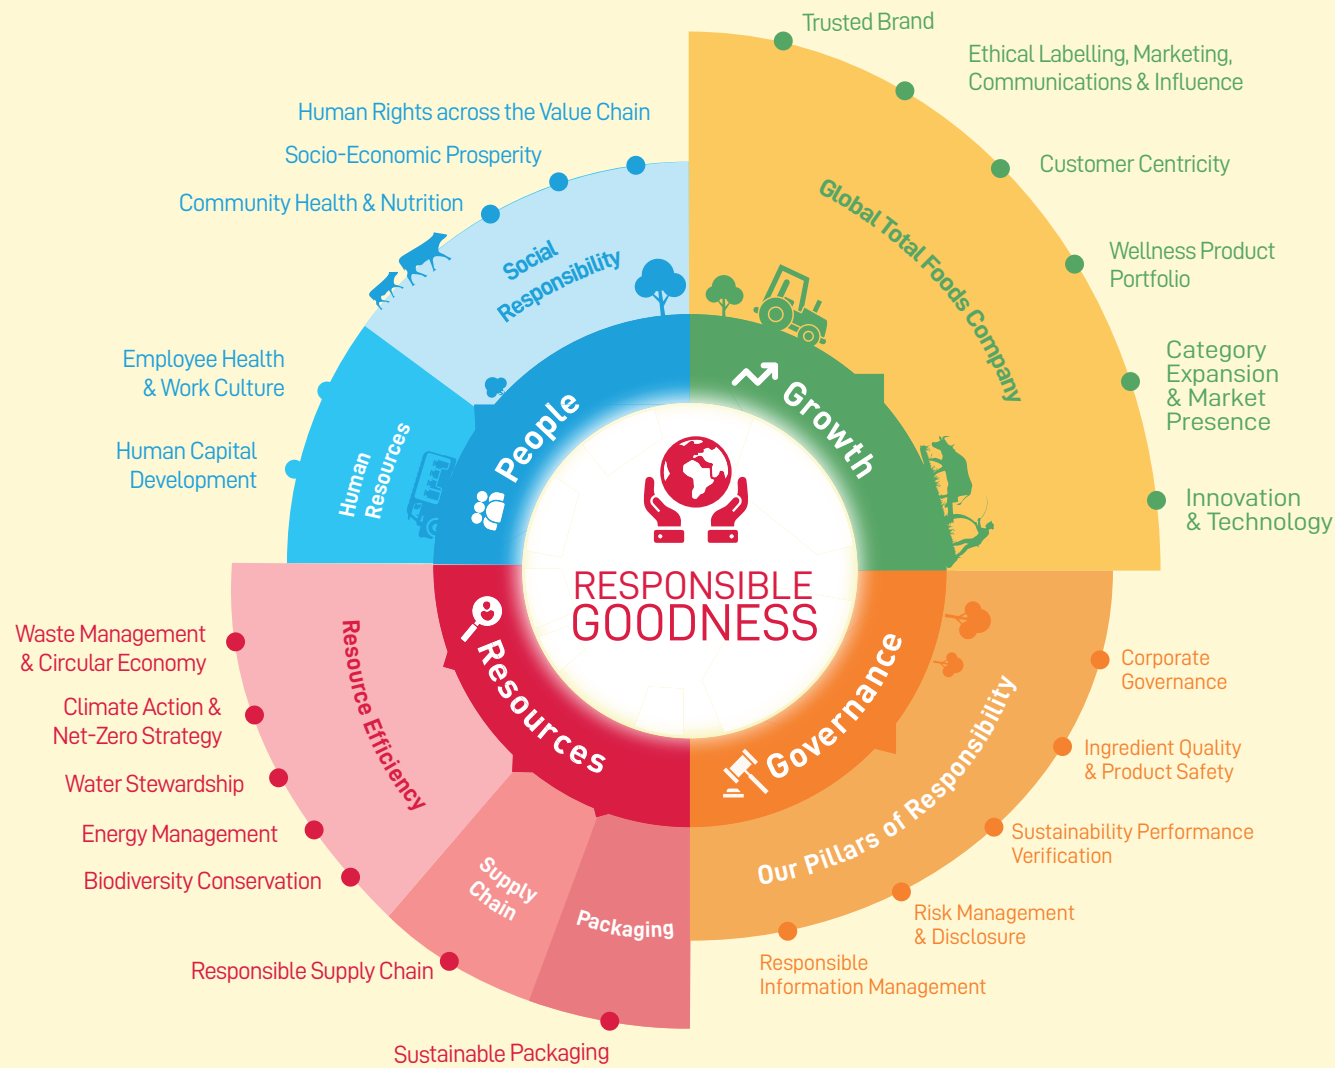 RESPONSIBLE
GOODNESS
Growth
Global Total Foods Company
Trusted Brand
Ethical Labelling, Marketing,
Communications & Influence
Customer Centricity
Wellness Product
Portfolio
Category
Expansion
& Market
Presence
Innovation
& Technology
Governance
Our Pillars of Responsibility
Corporate
Governance
Ingredient Quality
& Product Safety
Sustainability Performance
Verification
Risk Management
& Disclosure
Responsible
Information Management
Resources
Packaging
Sustainable Packaging
Supply
Chain
Responsible Supply Chain
Resource Efficiency
Biodiversity Conservation
Energy Management
Water Stewardship
Climate Action &
Net-Zero Strategy
Waste Management
& Circular Economy
People
Human
Resources
Human Capital
Development
Employee Health
& Work Culture
Social
Responsibility
Community Health & Nutrition
Socio-Economic Prosperity
Human Rights across the Value Chain